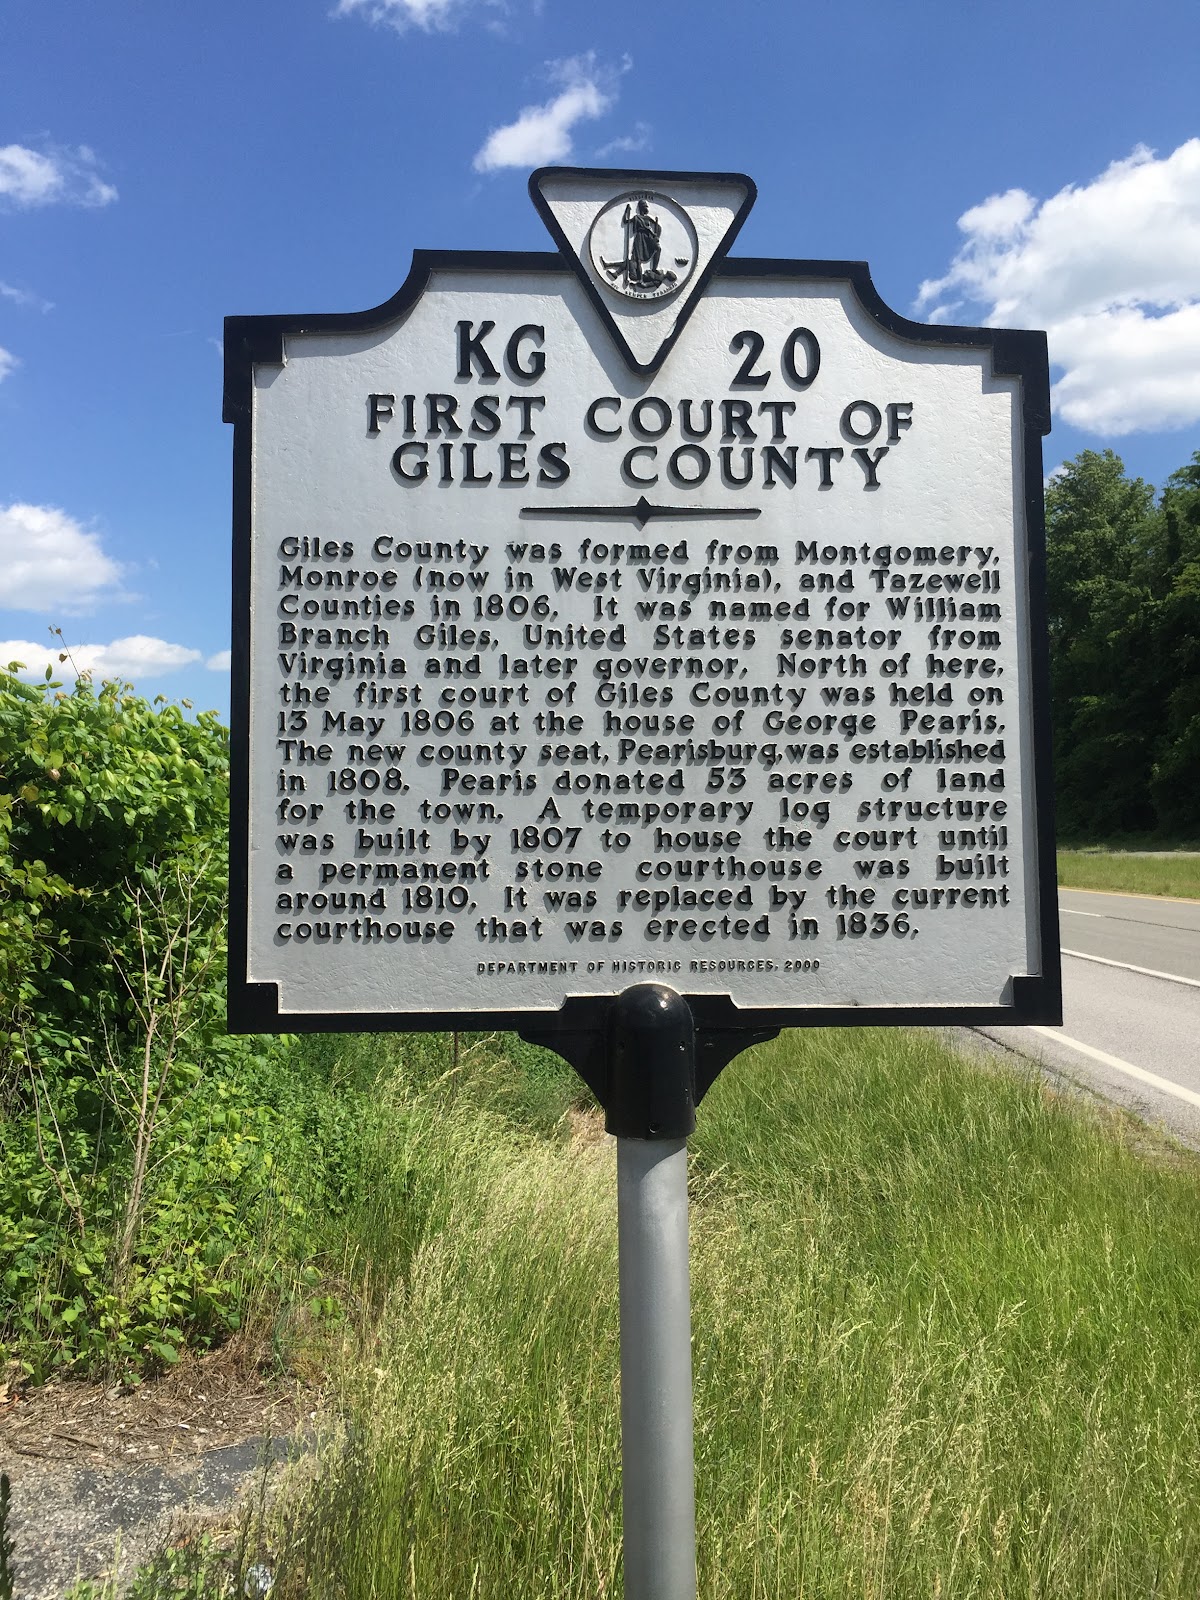 KG 20
FIRST COURT OF
GILES COUNTY
Giles County was formed from Montgomery,
Monroe (now in West Virginia), and Tazewell
Counties in 1806. It was named for William
Branch Giles, United States senator from
Virginia and later governor. North of here,
the first court of Giles County was held on
13 May 1806 at the house of George Pearis.
The new county seat, Pearisburg, was established
in 1808. Pearis donated 53 acres of land
for the town. A temporary log structure
was built by 1807 to house the court until
a permanent stone courthouse was built
around 1810. It was replaced by the current
courthouse that was erected in 1836.
DEPARTMENT OF HISTORIC RESOURCES, 2000